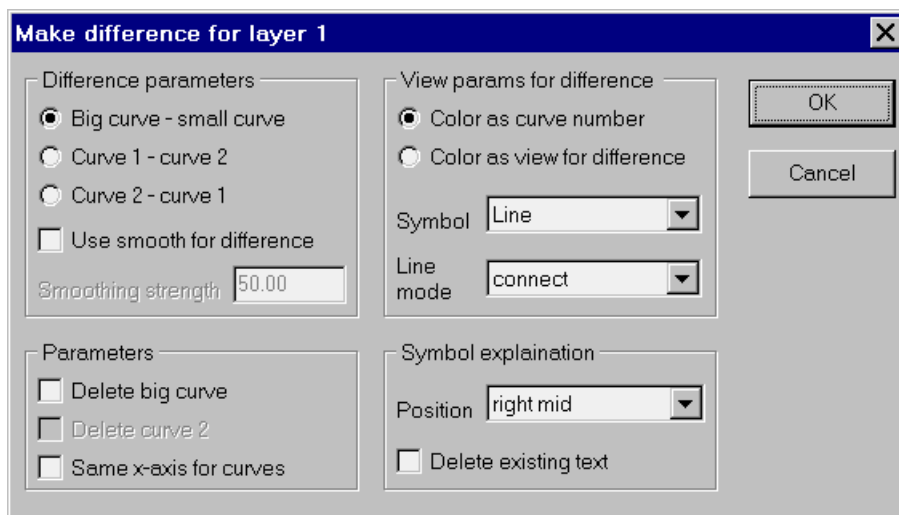 Make difference for layer 1
Difference parameters
Big curve - small curve
Curve 1 - curve 2
Curve 2 - curve 1
Use smooth for difference
Smoothing strength 50.00
View params for difference
Color as curve number
Color as view for difference
Symbol Line
Line
mode connect
OK
Cancel
Parameters
Delete big curve
Delete curve 2
Same x-axis for curves
Symbol explaination
Position right mid
Delete existing text